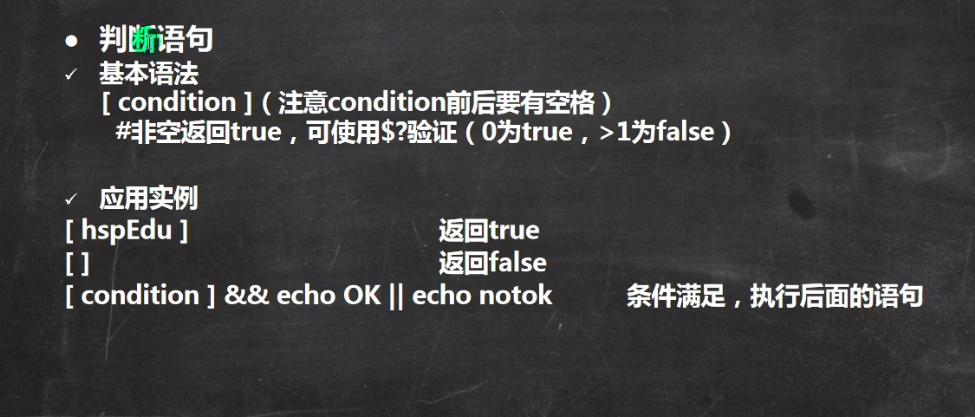 ● 判断语句
✓ 基本语法
[ condition ]（注意condition前后要有空格）
#非空返回true，可使用$?验证（0为true，>1为false）
✓ 应用实例
[ hspEdu ] 返回true
[ ] 返回false
[ condition ] && echo OK || echo notok 条件满足，执行后面的语句